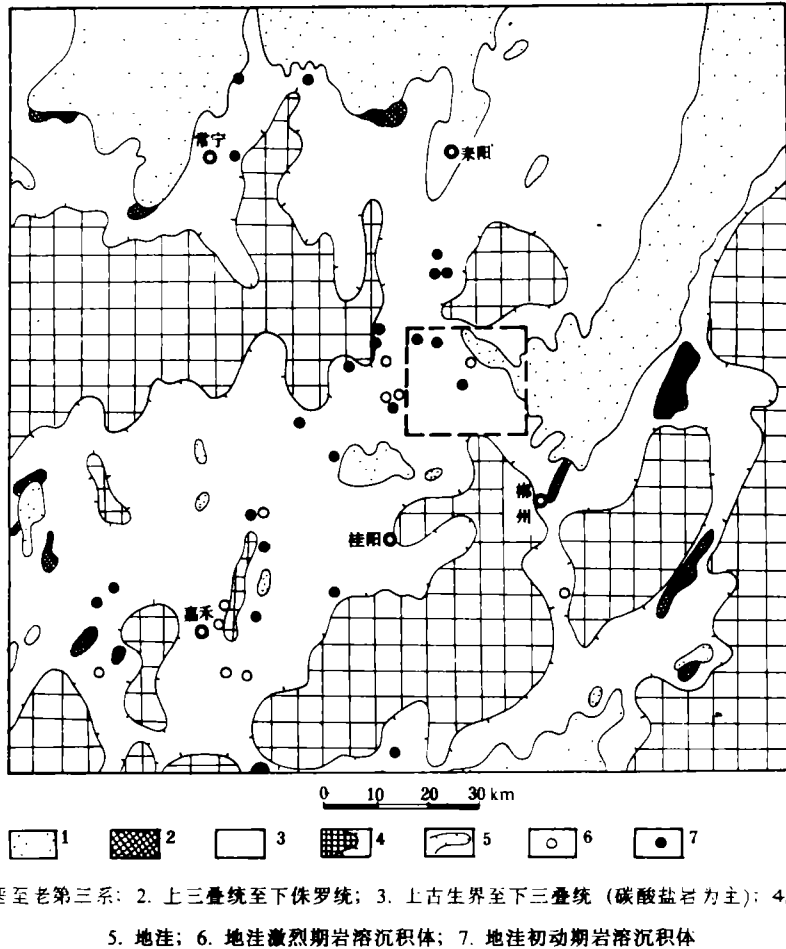 常宁
耒阳
郴
州
桂阳
嘉禾
0 10 20 30 km
1 2 3 4 5 6 7
至老第三系; 2. 上三叠统至下侏罗统; 3. 上古生界至下三叠统 (碳酸盐岩为主); 4.
5. 地洼; 6. 地洼激烈期岩溶沉积体; 7. 地洼初动期岩溶沉积体